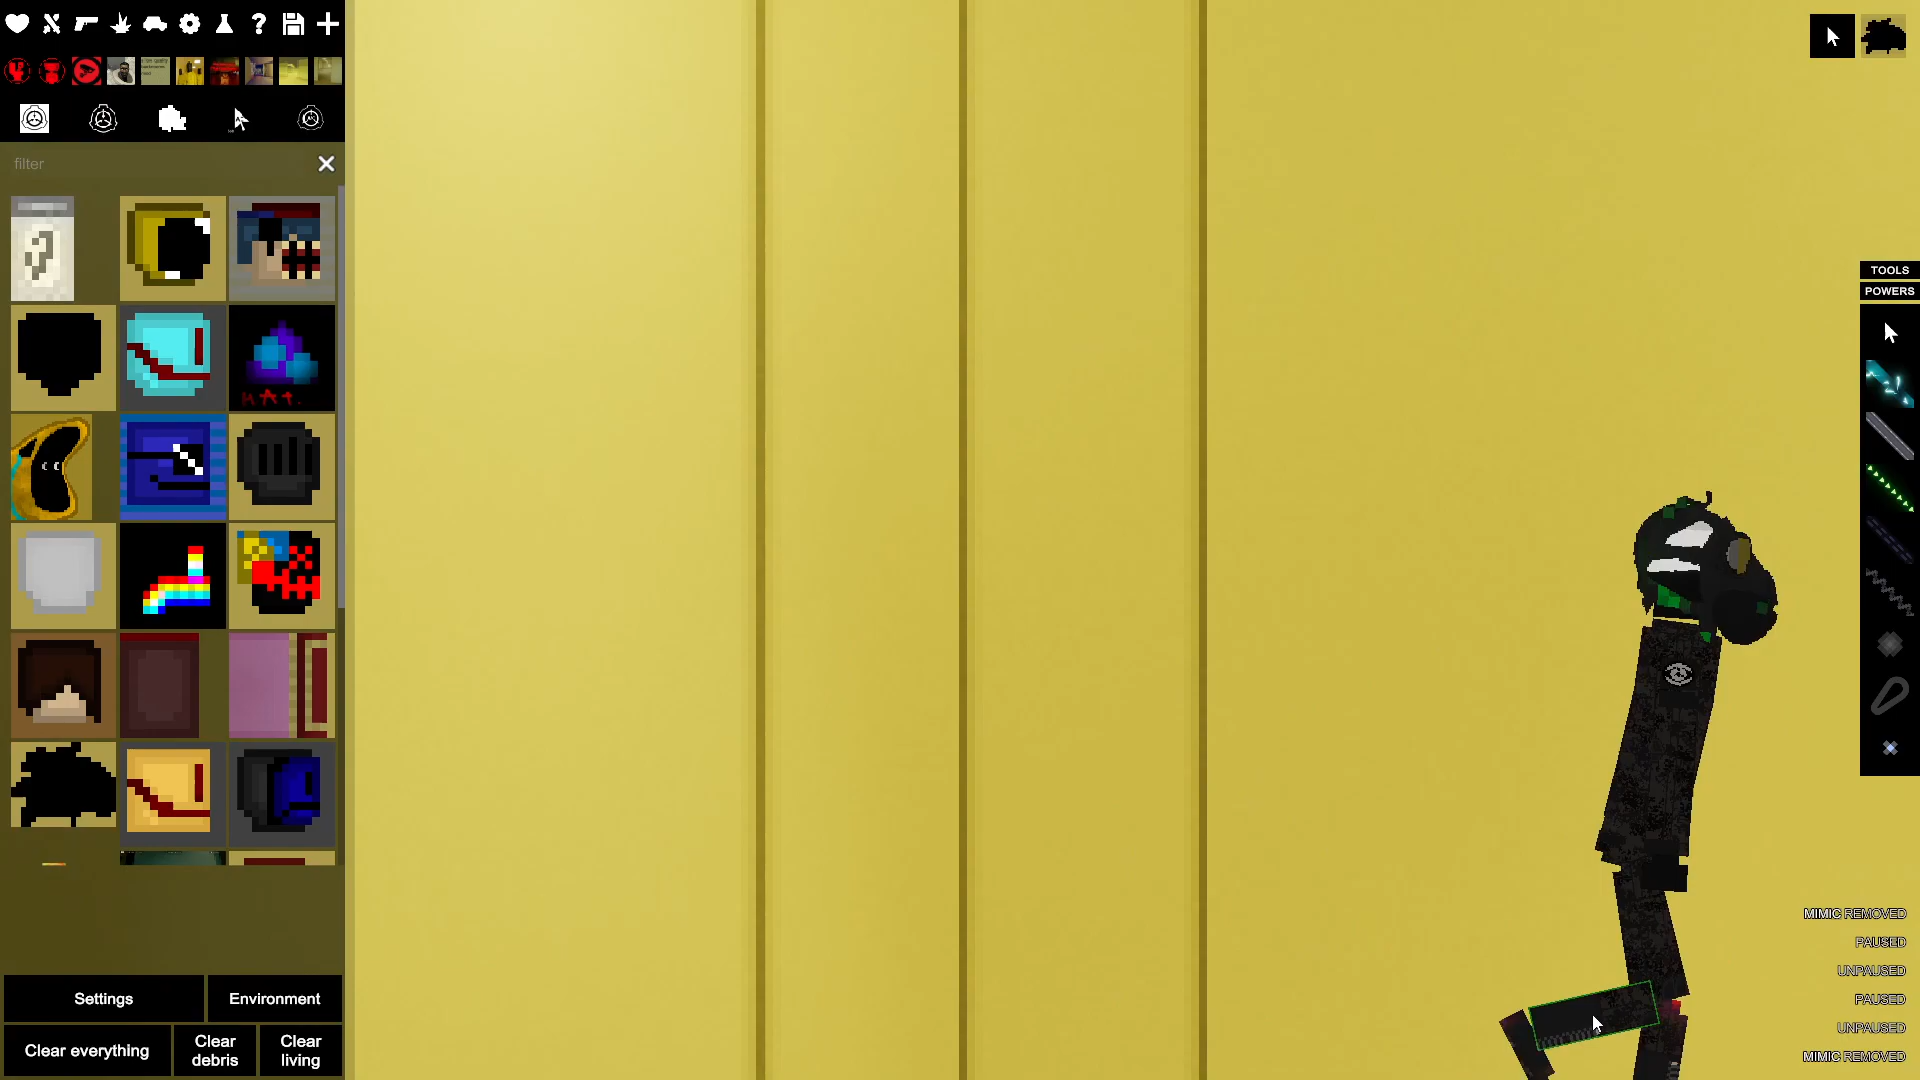 filter
HAT.
TOOLS
POWERS
MIMIC REMOVED
PAUSED
UNPAUSED
PAUSED
UNPAUSED
MIMIC REMOVED
Settings
Environment
Clear everything
Clear debris
Clear living